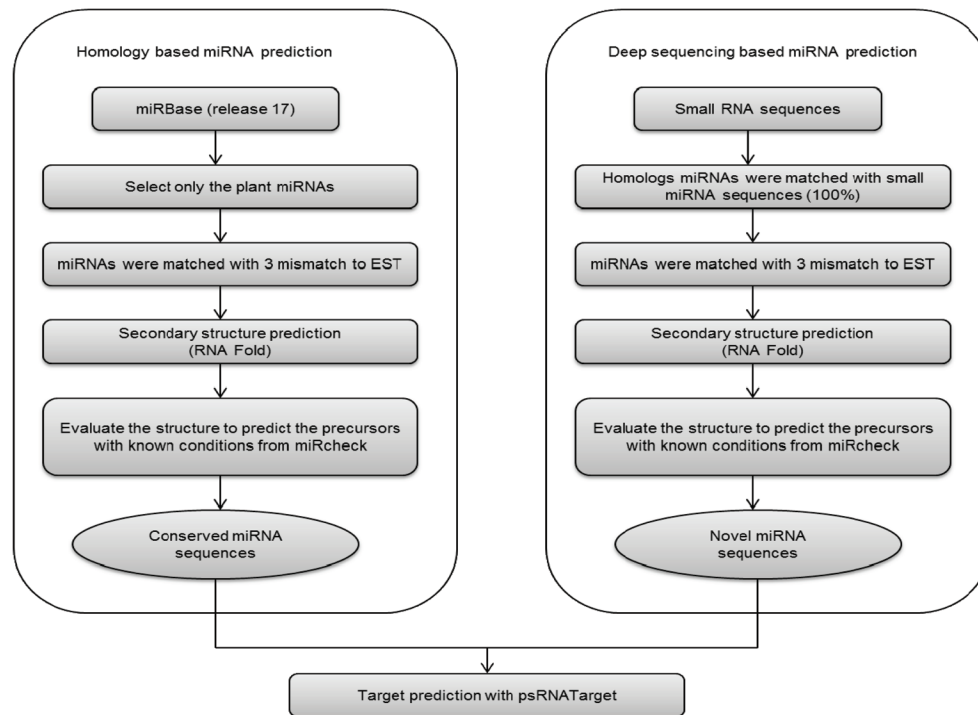 Homology based miRNA prediction
miRBase (release 17)
Select only the plant miRNAs
miRNAs were matched with 3 mismatch to EST
Secondary structure prediction
(RNA Fold)
Evaluate the structure to predict the precursors
with known conditions from miRcheck
Conserved miRNA
sequences
Deep sequencing based miRNA prediction
Small RNA sequences
Homologs miRNAs were matched with small
miRNA sequences (100%)
miRNAs were matched with 3 mismatch to EST
Secondary structure prediction
(RNA Fold)
Evaluate the structure to predict the precursors
with known conditions from miRcheck
Novel miRNA
sequences
Target prediction with psRNATarget